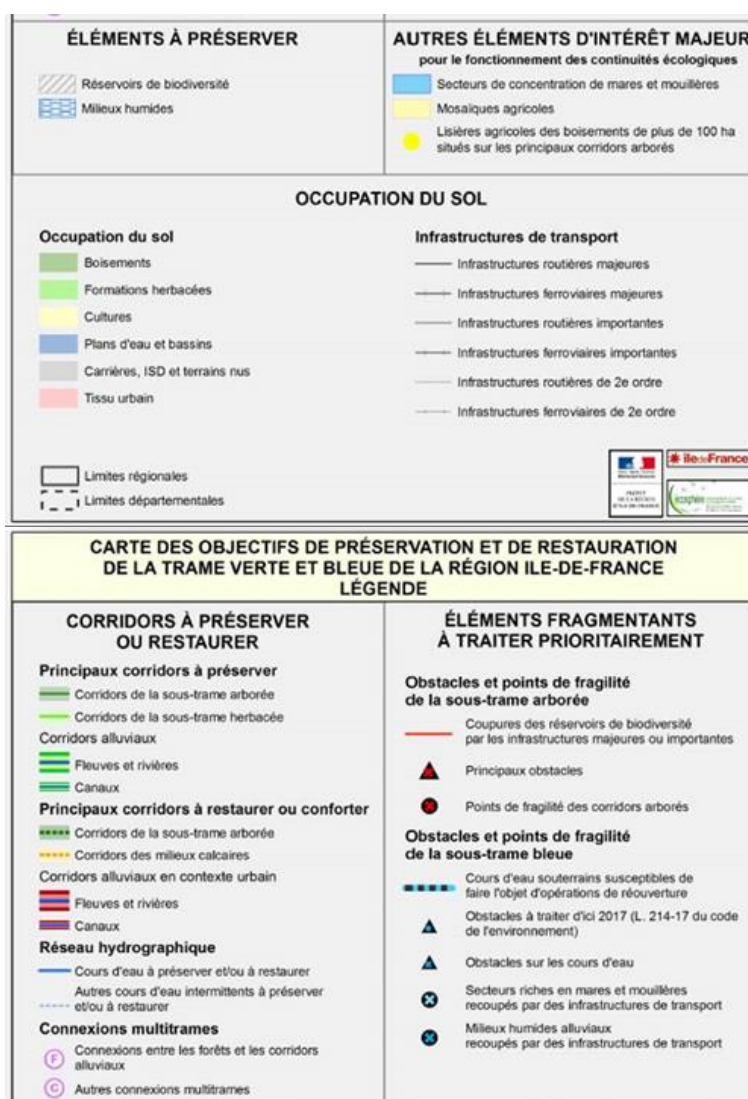 ÉLÉMENTS À PRÉSERVER
Réservoirs de biodiversité
Milieux humides
AUTRES ÉLÉMENTS D'INTÉRÊT MAJEUR
pour le fonctionnement des continuités écologiques
Secteurs de concentration de mares et mouillères
Mosaïques agricoles
Lisières agricoles des boisements de plus de 100 ha
situés sur les principaux corridors arborés
OCCUPATION DU SOL
Occupation du sol
Boisements
Formations herbacées
Cultures
Plans d'eau et bassins
Carrières, ISD et terrains nus
Tissu urbain
Limites régionales
Limites départementales
Infrastructures de transport
Infrastructures routières majeures
Infrastructures ferroviaires majeures
Infrastructures routières importantes
Infrastructures ferroviaires importantes
Infrastructures routières de 2e ordre
Infrastructures ferroviaires de 2e ordre
îledeFrance
écosphère
CARTE DES OBJECTIFS DE PRÉSERVATION ET DE RESTAURATION
DE LA TRAME VERTE ET BLEUE DE LA RÉGION ILE-DE-FRANCE
LÉGENDE
CORRIDORS À PRÉSERVER
OU RESTAURER
Principaux corridors à préserver
Corridors de la sous-trame arborée
Corridors de la sous-trame herbacée
Corridors alluviaux
Fleuves et rivières
Canaux
Principaux corridors à restaurer ou conforter
Corridors de la sous-trame arborée
Corridors des milieux calcaires
Corridors alluviaux en contexte urbain
Fleuves et rivières
Canaux
Réseau hydrographique
Cours d'eau à préserver et/ou à restaurer
Autres cours d'eau intermittents à préserver
et/ou à restaurer
Connexions multitrames
F Connexions entre les forêts et les corridors
alluviaux
C Autres connexions multitrames
ÉLÉMENTS FRAGMENTANTS
À TRAITER PRIORITAIREMENT
Obstacles et points de fragilité
de la sous-trame arborée
Coupures des réservoirs de biodiversité
par les infrastructures majeures ou importantes
Principaux obstacles
Points de fragilité des corridors arborés
Obstacles et points de fragilité
de la sous-trame bleue
Cours d'eau souterrains susceptibles de
faire l'objet d'opérations de réouverture
Obstacles à traiter d'ici 2017 (L. 214-17 du code
de l'environnement)
Obstacles sur les cours d'eau
Secteurs riches en mares et mouillères
recoupés par des infrastructures de transport
Milieux humides alluviaux
recoupés par des infrastructures de transport